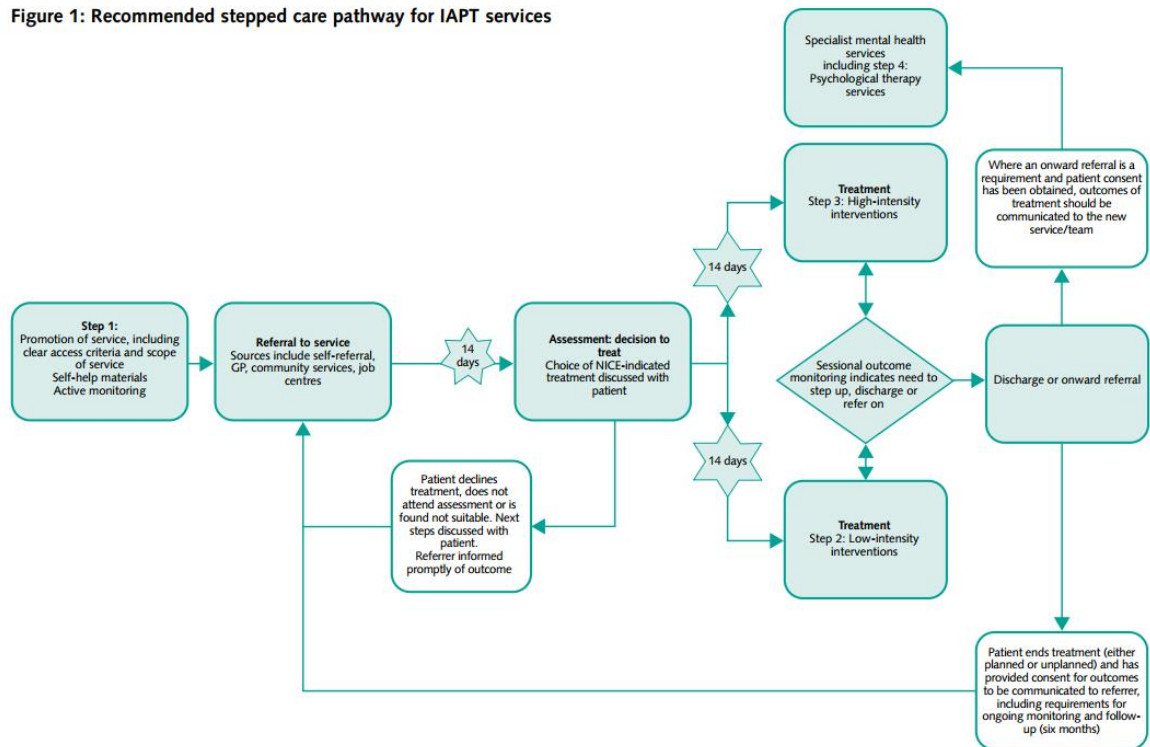 Figure 1: Recommended stepped care pathway for IAPT services
Specialist mental health
services
including step 4:
Psychological therapy
services
Where an onward referral is a
requirement and patient consent
has been obtained, outcomes of
treatment should be
communicated to the new
service/team
Treatment
Step 3: High-intensity
interventions
14 days
Step 1:
Promotion of service, including
clear access criteria and scope
of service
Self-help materials
Active monitoring
Referral to service
Sources include self-referral,
GP, community services, job
centres
14
days
Assessment: decision to
treat
Choice of NICE-indicated
treatment discussed with
patient
Sessional outcome
monitoring indicates need to
step up, discharge or
refer on
Discharge or onward referral
14 days
Patient declines
treatment, does not
attend assessment or is
found not suitable. Next
steps discussed with
patient.
Referrer informed
promptly of outcome
Treatment
Step 2: Low-intensity
interventions
Patient ends treatment (either
planned or unplanned) and has
provided consent for outcomes
to be communicated to referrer,
including requirements for
ongoing monitoring and follow-
up (six months)